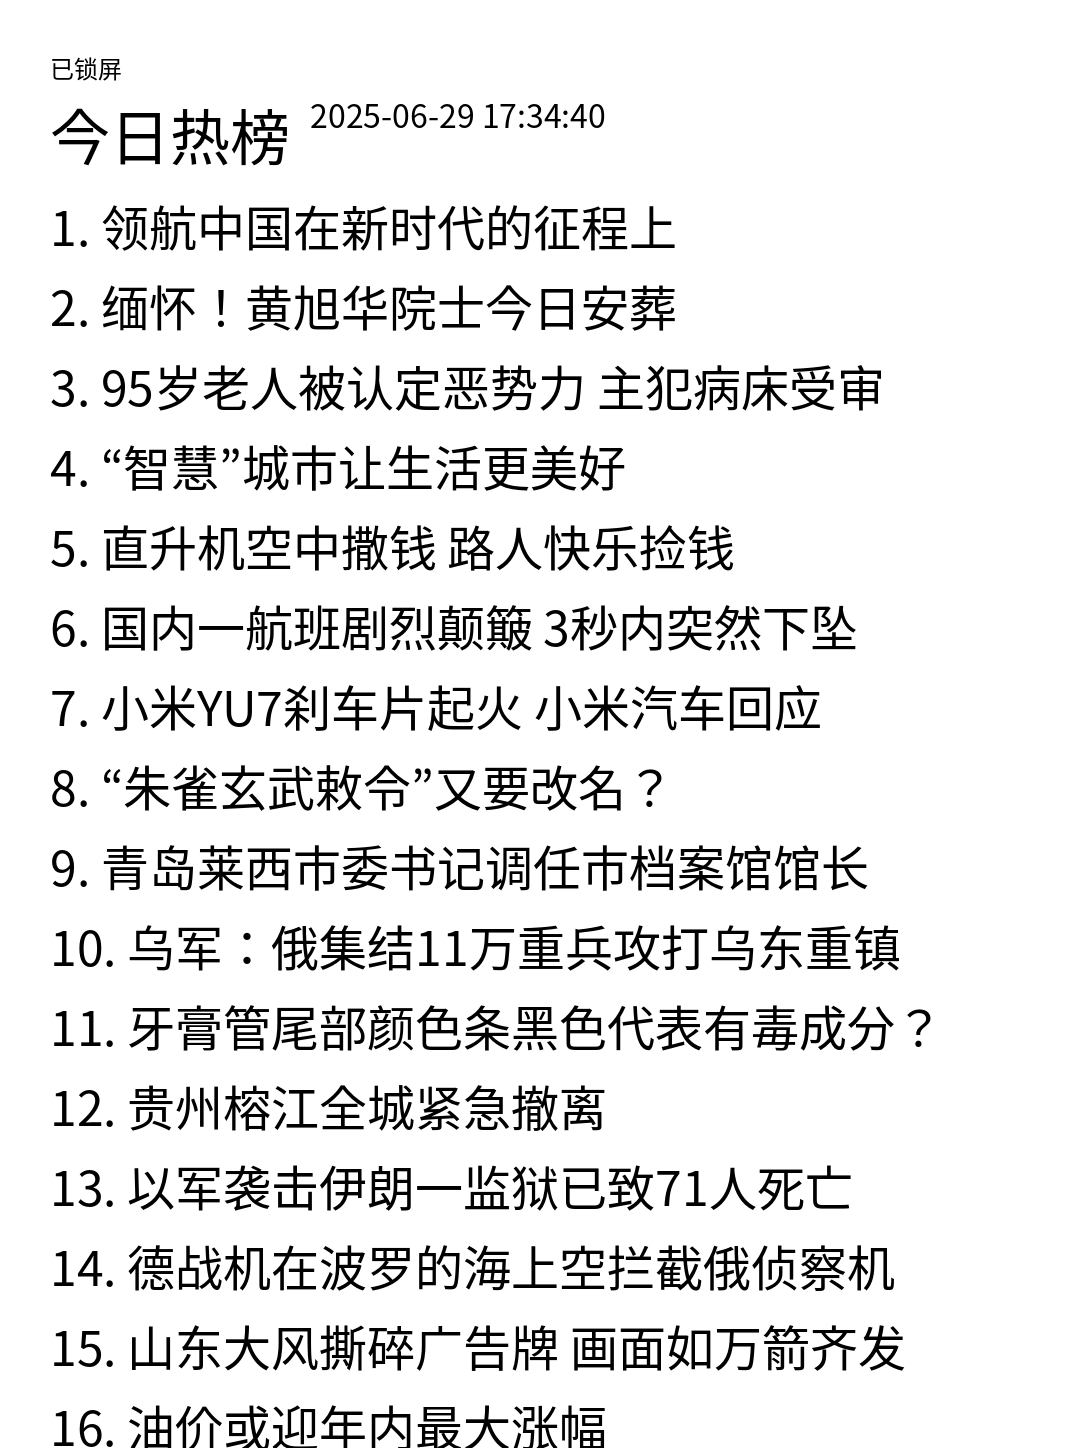 已锁屏
今日热榜 2025-06-29 17:34:40
1. 领航中国在新时代的征程上
2. 缅怀！黄旭华院士今日安葬
3. 95岁老人被认定恶势力 主犯病床受审
4. “智慧”城市让生活更美好
5. 直升机空中撒钱 路人快乐捡钱
6. 国内一航班剧烈颠簸 3秒内突然下坠
7. 小米YU7刹车片起火 小米汽车回应
8. “朱雀玄武敕令”又要改名？
9. 青岛莱西市委书记调任市档案馆馆长
10. 乌军：俄集结11万重兵攻打乌东重镇
11. 牙膏管尾部颜色条黑色代表有毒成分？
12. 贵州榕江全城紧急撤离
13. 以军袭击伊朗一监狱已致71人死亡
14. 德战机在波罗的海上空拦截俄侦察机
15. 山东大风撕碎广告牌 画面如万箭齐发
16. 油价或迎年内最大涨幅